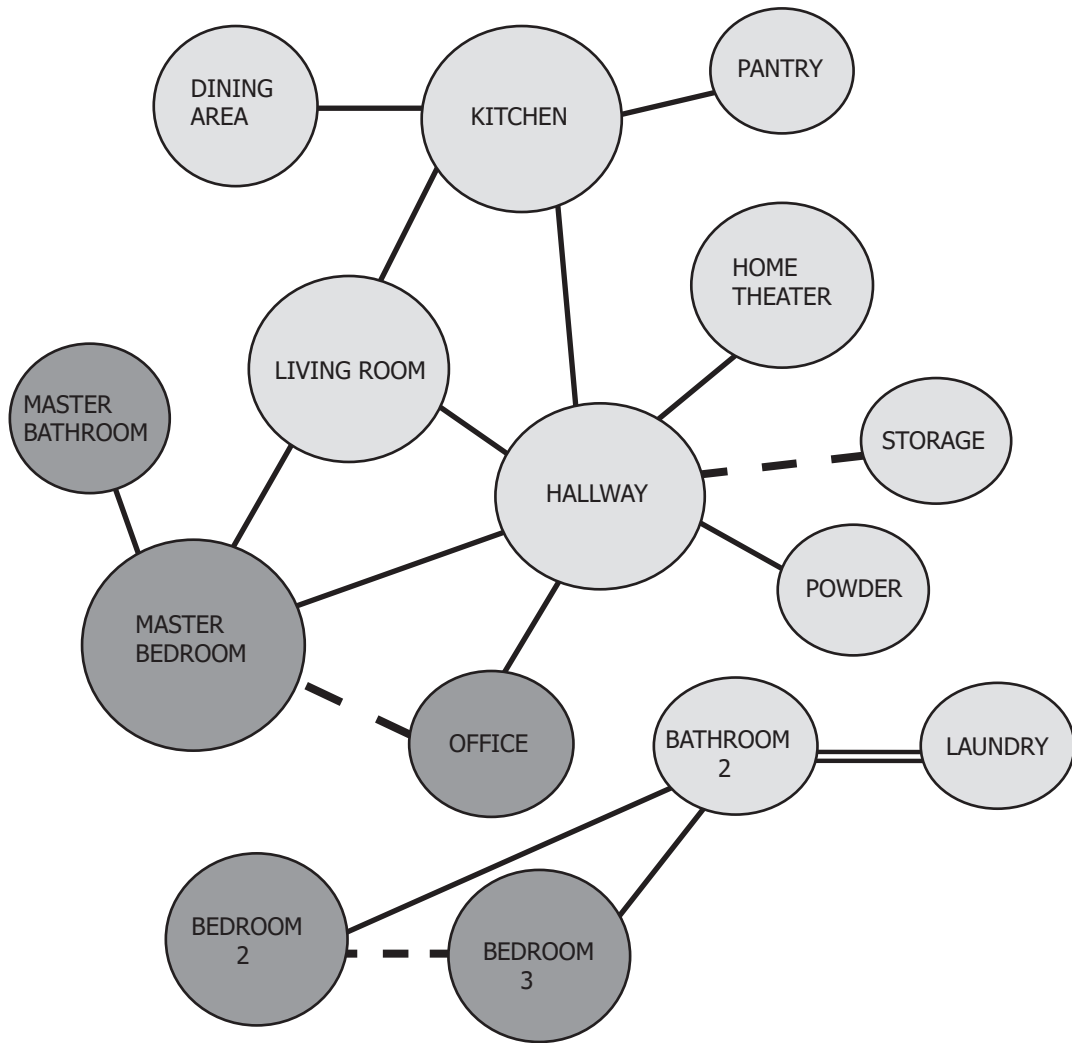 DINING
AREA
KITCHEN
PANTRY
HOME
THEATER
LIVING ROOM
MASTER
BATHROOM
STORAGE
HALLWAY
POWDER
MASTER
BEDROOM
OFFICE
BATHROOM
2
LAUNDRY
BEDROOM
2
BEDROOM
3